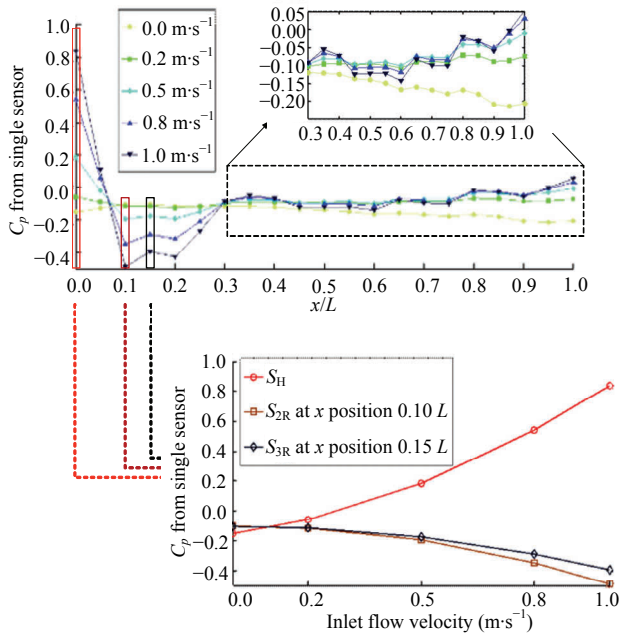 1.0
0.8
0.6
0.4
0.2
0.0
−0.2
−0.4
C_p from single sensor
0.0 m·s⁻¹
0.2 m·s⁻¹
0.5 m·s⁻¹
0.8 m·s⁻¹
1.0 m·s⁻¹
0.05
0.00
−0.05
−0.10
−0.15
−0.20
0.3 0.4 0.5 0.6 0.7 0.8 0.9 1.0
0.0 0.1 0.2 0.3 0.4 0.5 0.6 0.7 0.8 0.9 1.0
x/L
1.0
0.8
0.6
0.4
0.2
0.0
−0.2
−0.4
C_p from single sensor
S_H
S_2R at x position 0.10 L
S_3R at x position 0.15 L
0.0 0.2 0.5 0.8 1.0
Inlet flow velocity (m·s⁻¹)